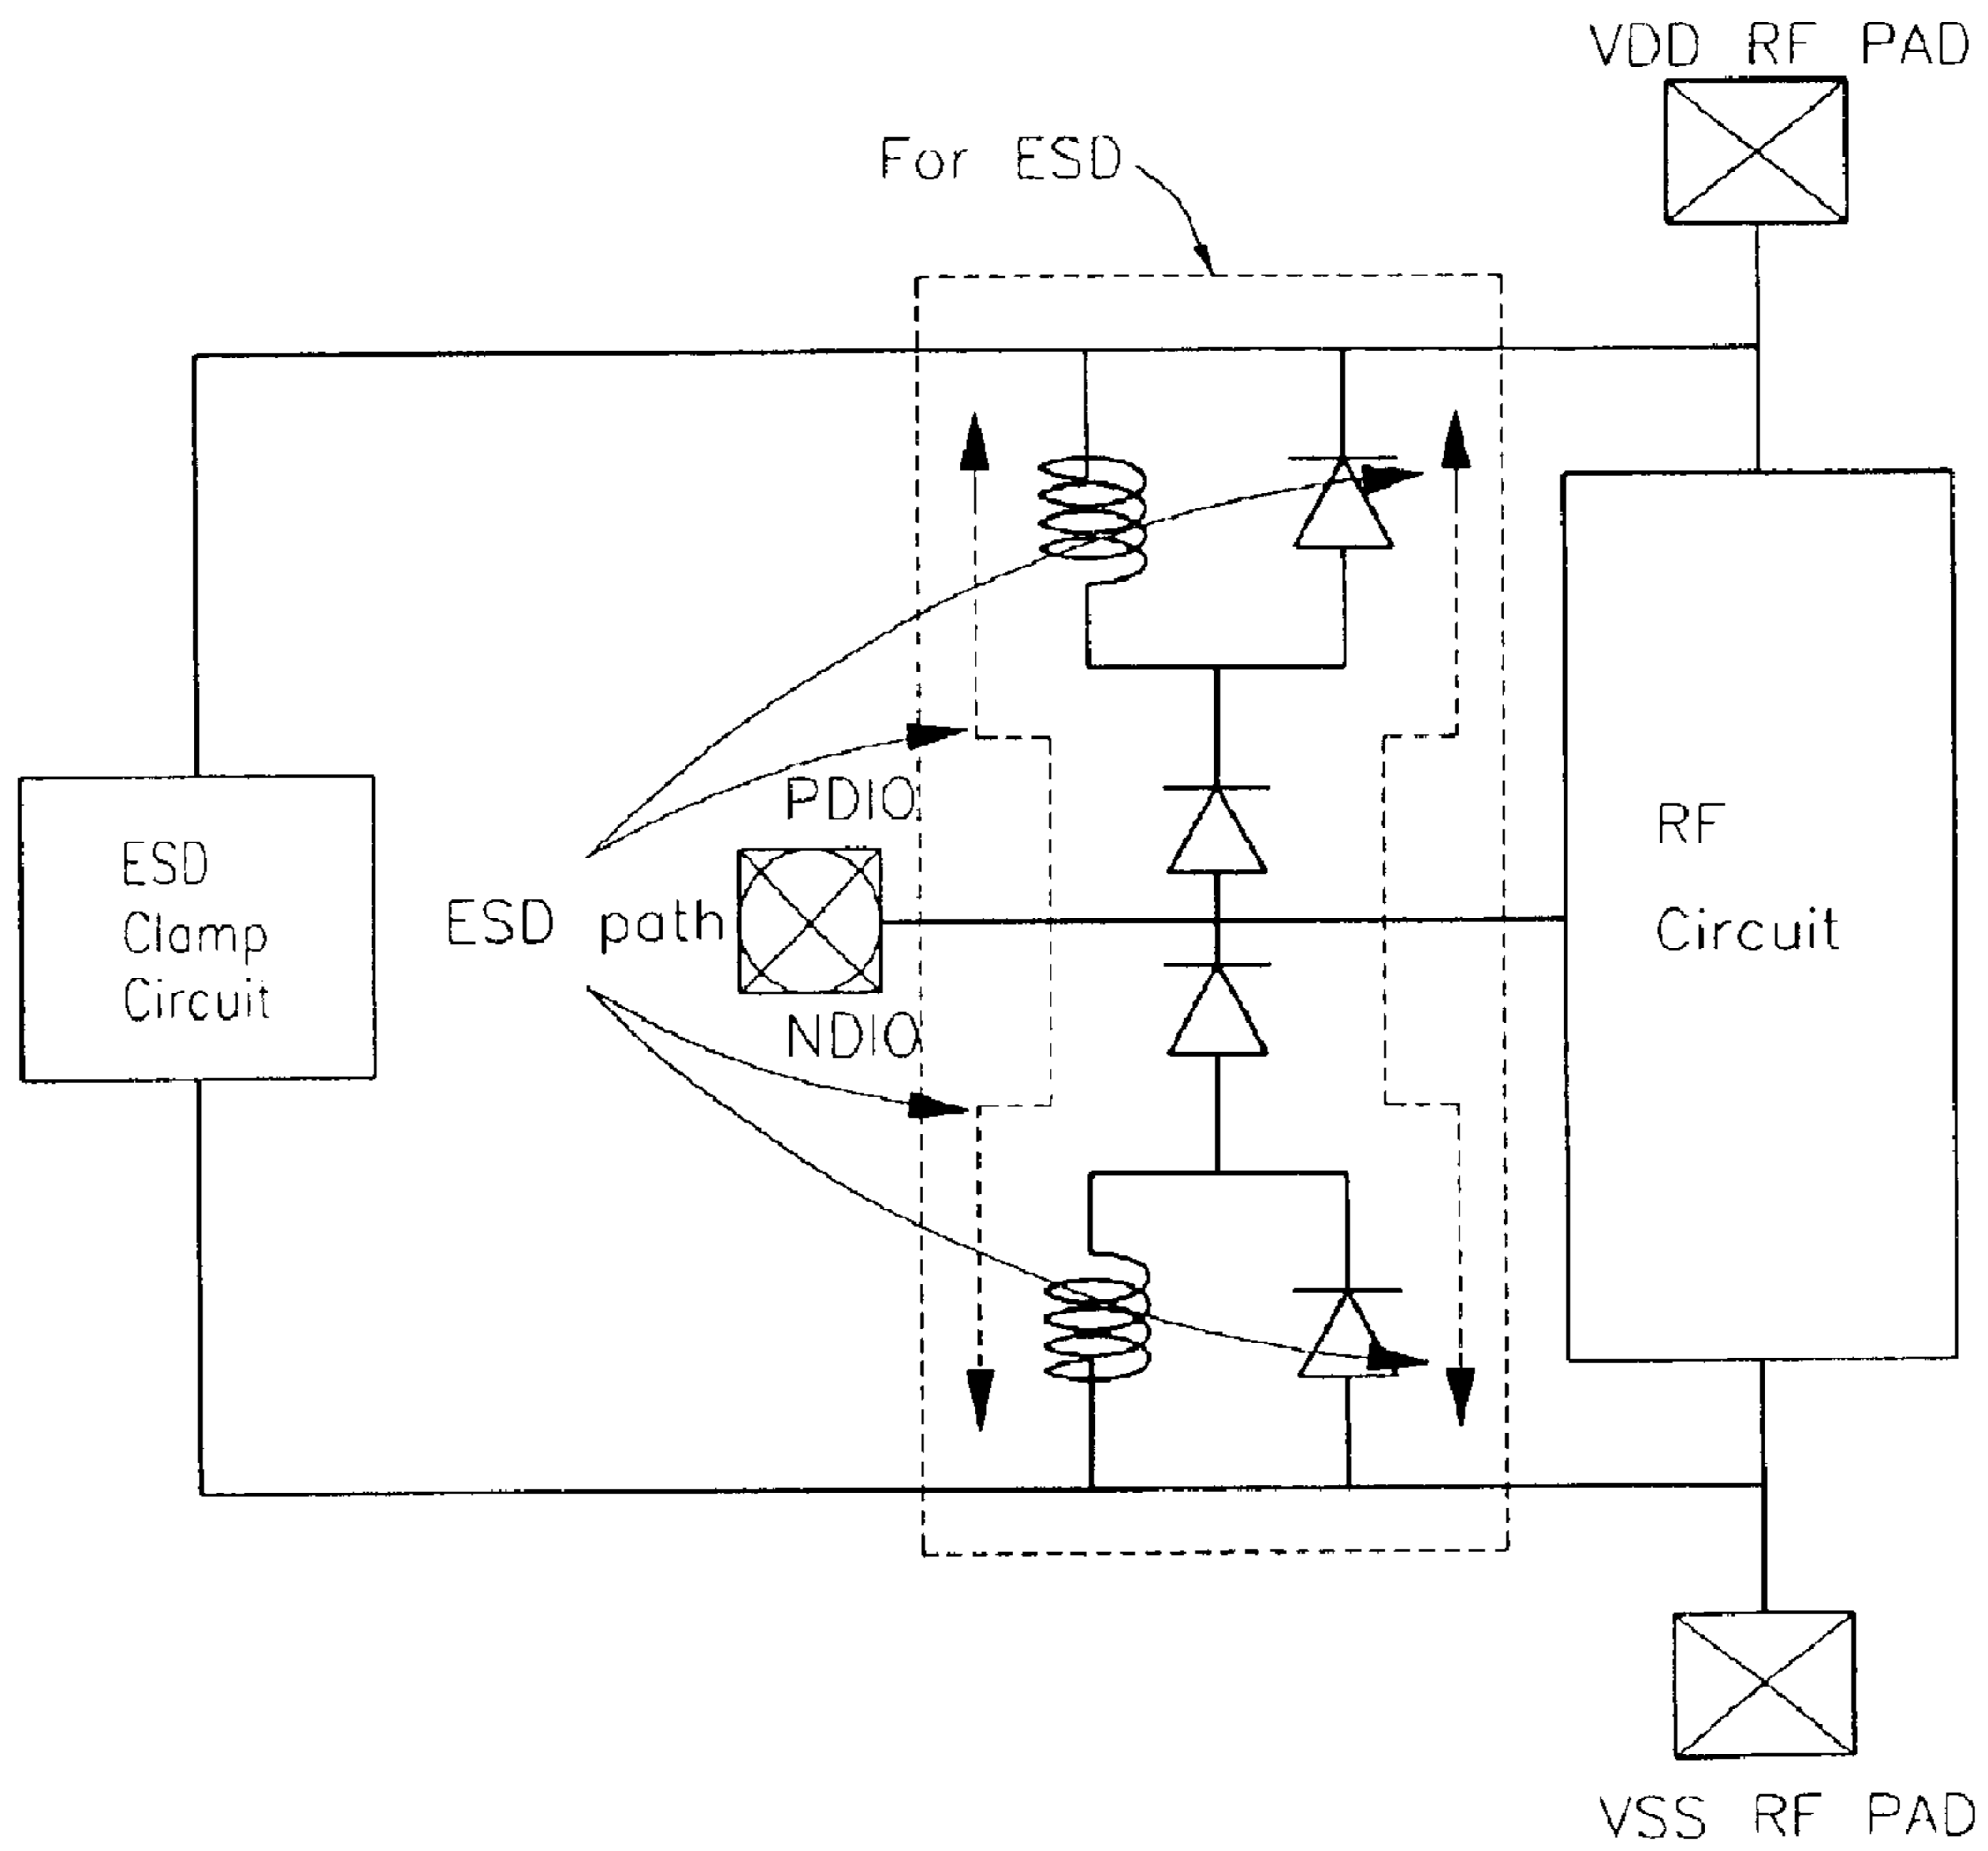 VDD RF PAD
For ESD
PDIO
ESD
Clamp
Circuit
ESD path
RF
Circuit
NDIO
VSS RF PAD